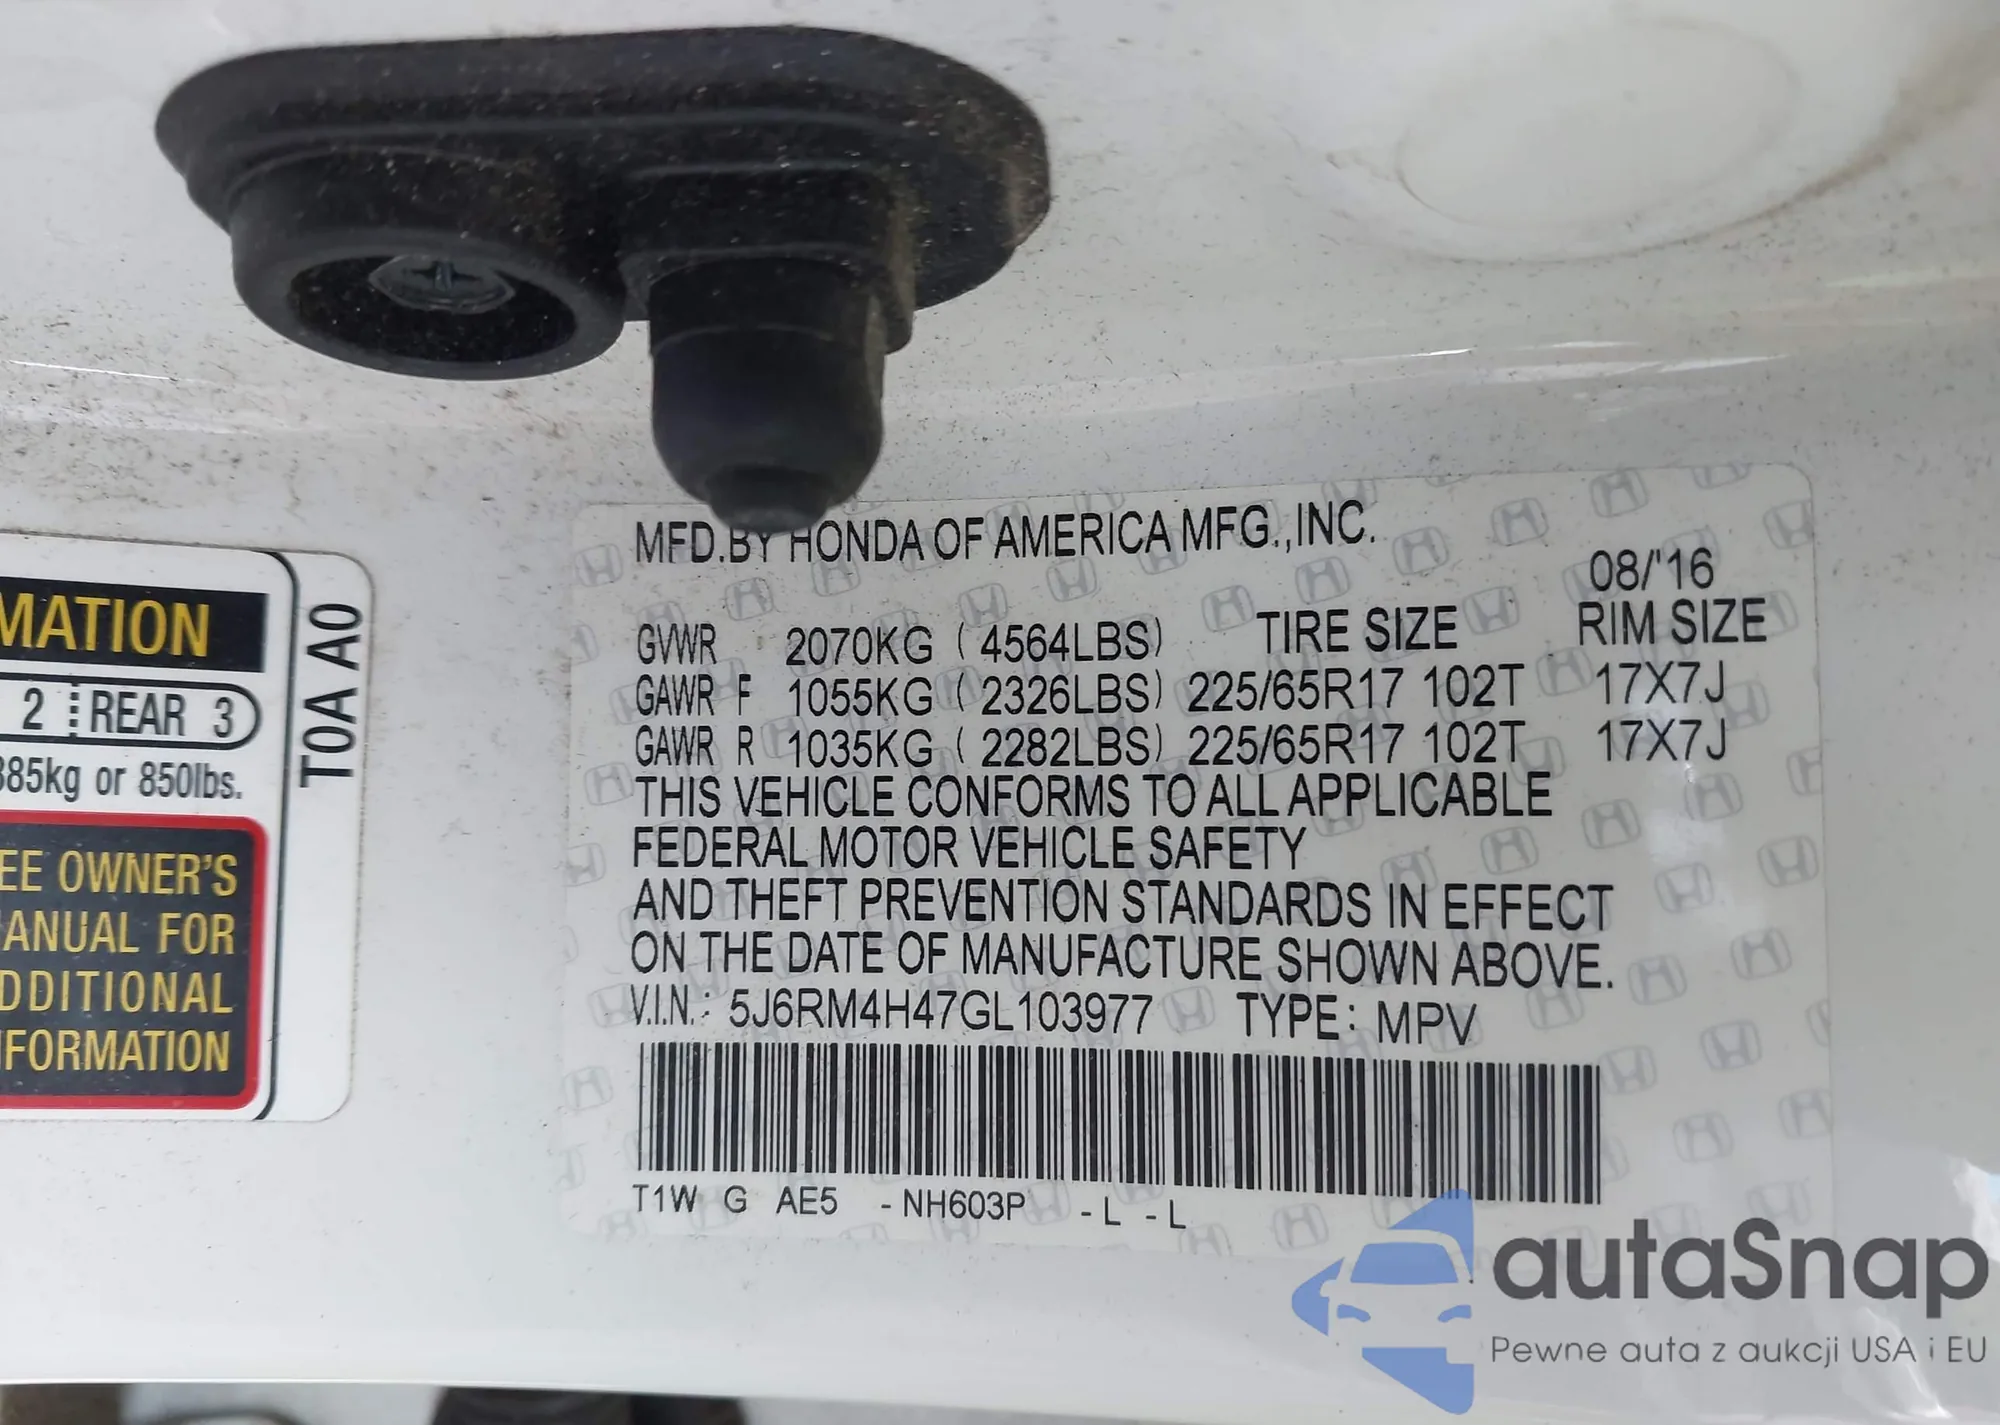 MATION
2 REAR 3
385kg or 850lbs.
EE OWNER'S
ANUAL FOR
DDITIONAL
FORMATION
T0A A0
MFD.BY HONDA OF AMERICA MFG.,INC.
08/'16
GVWR 2070KG ( 4564LBS) TIRE SIZE RIM SIZE
GAWR F 1055KG ( 2326LBS) 225/65R17 102T 17X7J
GAWR R 1035KG ( 2282LBS) 225/65R17 102T 17X7J
THIS VEHICLE CONFORMS TO ALL APPLICABLE
FEDERAL MOTOR VEHICLE SAFETY
AND THEFT PREVENTION STANDARDS IN EFFECT
ON THE DATE OF MANUFACTURE SHOWN ABOVE.
V.I.N.: 5J6RM4H47GL103977 TYPE: MPV
T1W G AE5 -NH603P -L -L
autaSnap
Pewne auta z aukcji USA i EU